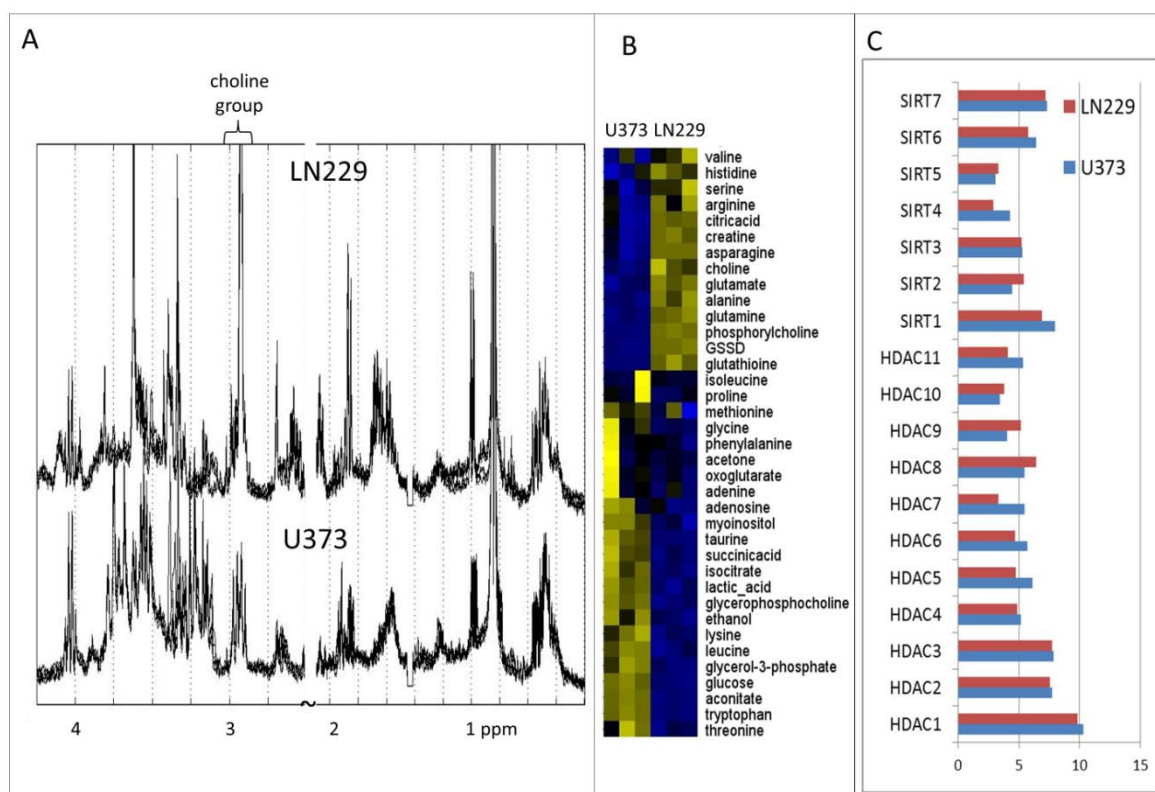 A
choline
group
LN229
U373
4 3 ~ 2 1 ppm
B
U373 LN229
valine
histidine
serine
arginine
citricacid
creatine
asparagine
choline
glutamate
alanine
glutamine
phosphorylcholine
GSSD
glutathioine
isoleucine
proline
methionine
glycine
phenylalanine
acetone
oxoglutarate
adenine
adenosine
myoinositol
taurine
succinicacid
isocitrate
lactic_acid
glycerophosphocholine
ethanol
lysine
leucine
glycerol-3-phosphate
glucose
aconitate
tryptophan
threonine
C
LN229
U373
SIRT7
SIRT6
SIRT5
SIRT4
SIRT3
SIRT2
SIRT1
HDAC11
HDAC10
HDAC9
HDAC8
HDAC7
HDAC6
HDAC5
HDAC4
HDAC3
HDAC2
HDAC1
0 5 10 15